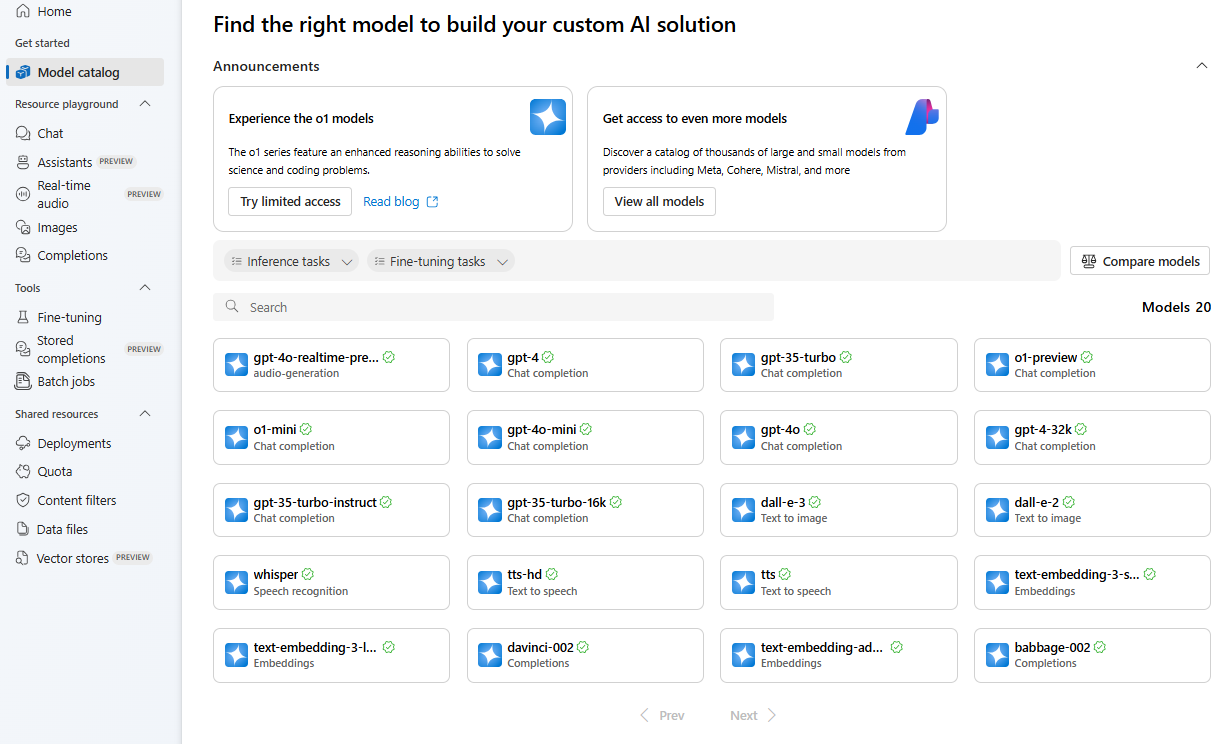 Home
Get started
Model catalog
Resource playground
Chat
Assistants PREVIEW
Real-time
audio
PREVIEW
Images
Completions
Tools
Fine-tuning
Stored
completions
PREVIEW
Batch jobs
Shared resources
Deployments
Quota
Content filters
Data files
Vector stores PREVIEW
Find the right model to build your custom AI solution
Announcements
Experience the o1 models
The o1 series feature an enhanced reasoning abilities to solve
science and coding problems.
Try limited access Read blog
Get access to even more models
Discover a catalog of thousands of large and small models from
providers including Meta, Cohere, Mistral, and more
View all models
Inference tasks Fine-tuning tasks Compare models
Search Models 20
gpt-4o-realtime-pre...
audio-generation
gpt-4
Chat completion
gpt-35-turbo
Chat completion
o1-preview
Chat completion
o1-mini
Chat completion
gpt-4o-mini
Chat completion
gpt-4o
Chat completion
gpt-4-32k
Chat completion
gpt-35-turbo-instruct
Chat completion
gpt-35-turbo-16k
Chat completion
dall-e-3
Text to image
dall-e-2
Text to image
whisper
Speech recognition
tts-hd
Text to speech
tts
Text to speech
text-embedding-3-s...
Embeddings
text-embedding-3-l...
Embeddings
davinci-002
Completions
text-embedding-ad...
Embeddings
babbage-002
Completions
Prev Next